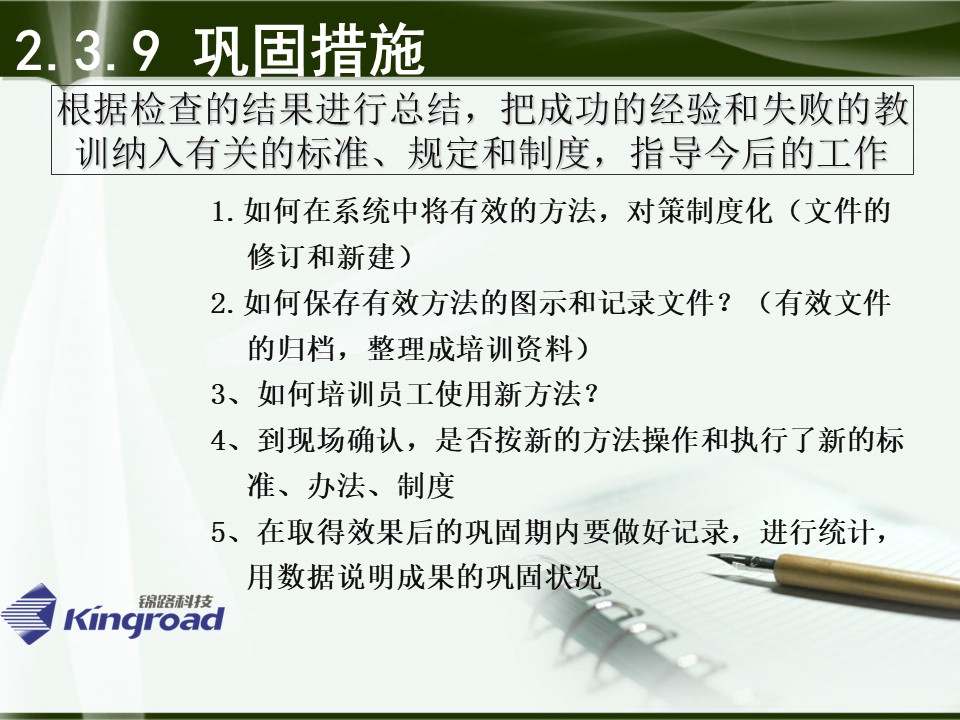 2.3.9 巩固措施
根据检查的结果进行总结，把成功的经验和失败的教
训纳入有关的标准、规定和制度，指导今后的工作
1.如何在系统中将有效的方法，对策制度化（文件的
修订和新建）
2.如何保存有效方法的图示和记录文件？（有效文件
的归档，整理成培训资料）
3、如何培训员工使用新方法？
4、到现场确认，是否按新的方法操作和执行了新的标
准、办法、制度
5、在取得效果后的巩固期内要做好记录，进行统计，
用数据说明成果的巩固状况
锦路科技
Kingroad